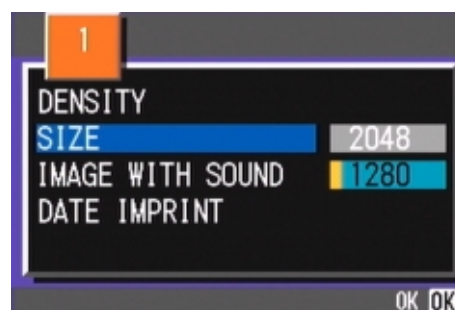 1
DENSITY
SIZE 2048
IMAGE WITH SOUND 1280
DATE IMPRINT
OK OK